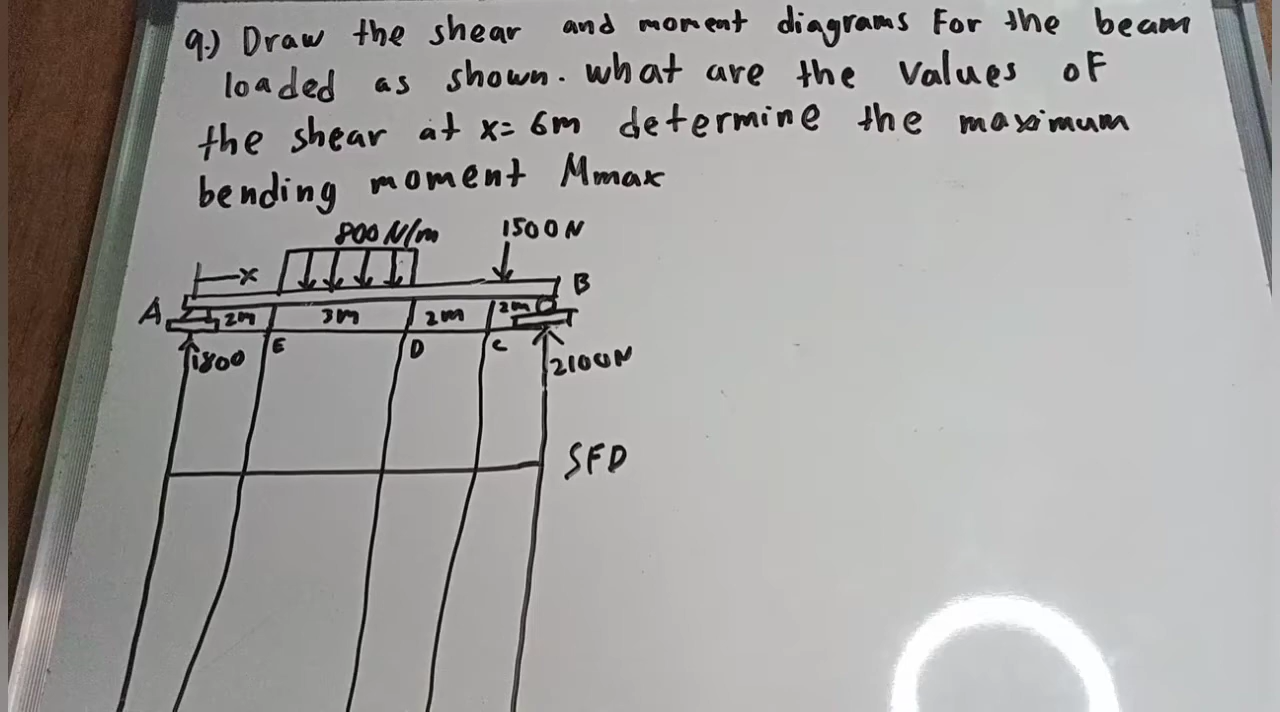 9.) Draw the shear and moment diagrams For the beam
loaded as shown. what are the values of
the shear at x= 6m determine the maximum
bending moment Mmax
800 N/m 1500 N
x
A B
2m 3m 2m 2m
E D C
1800 2100N
SFD